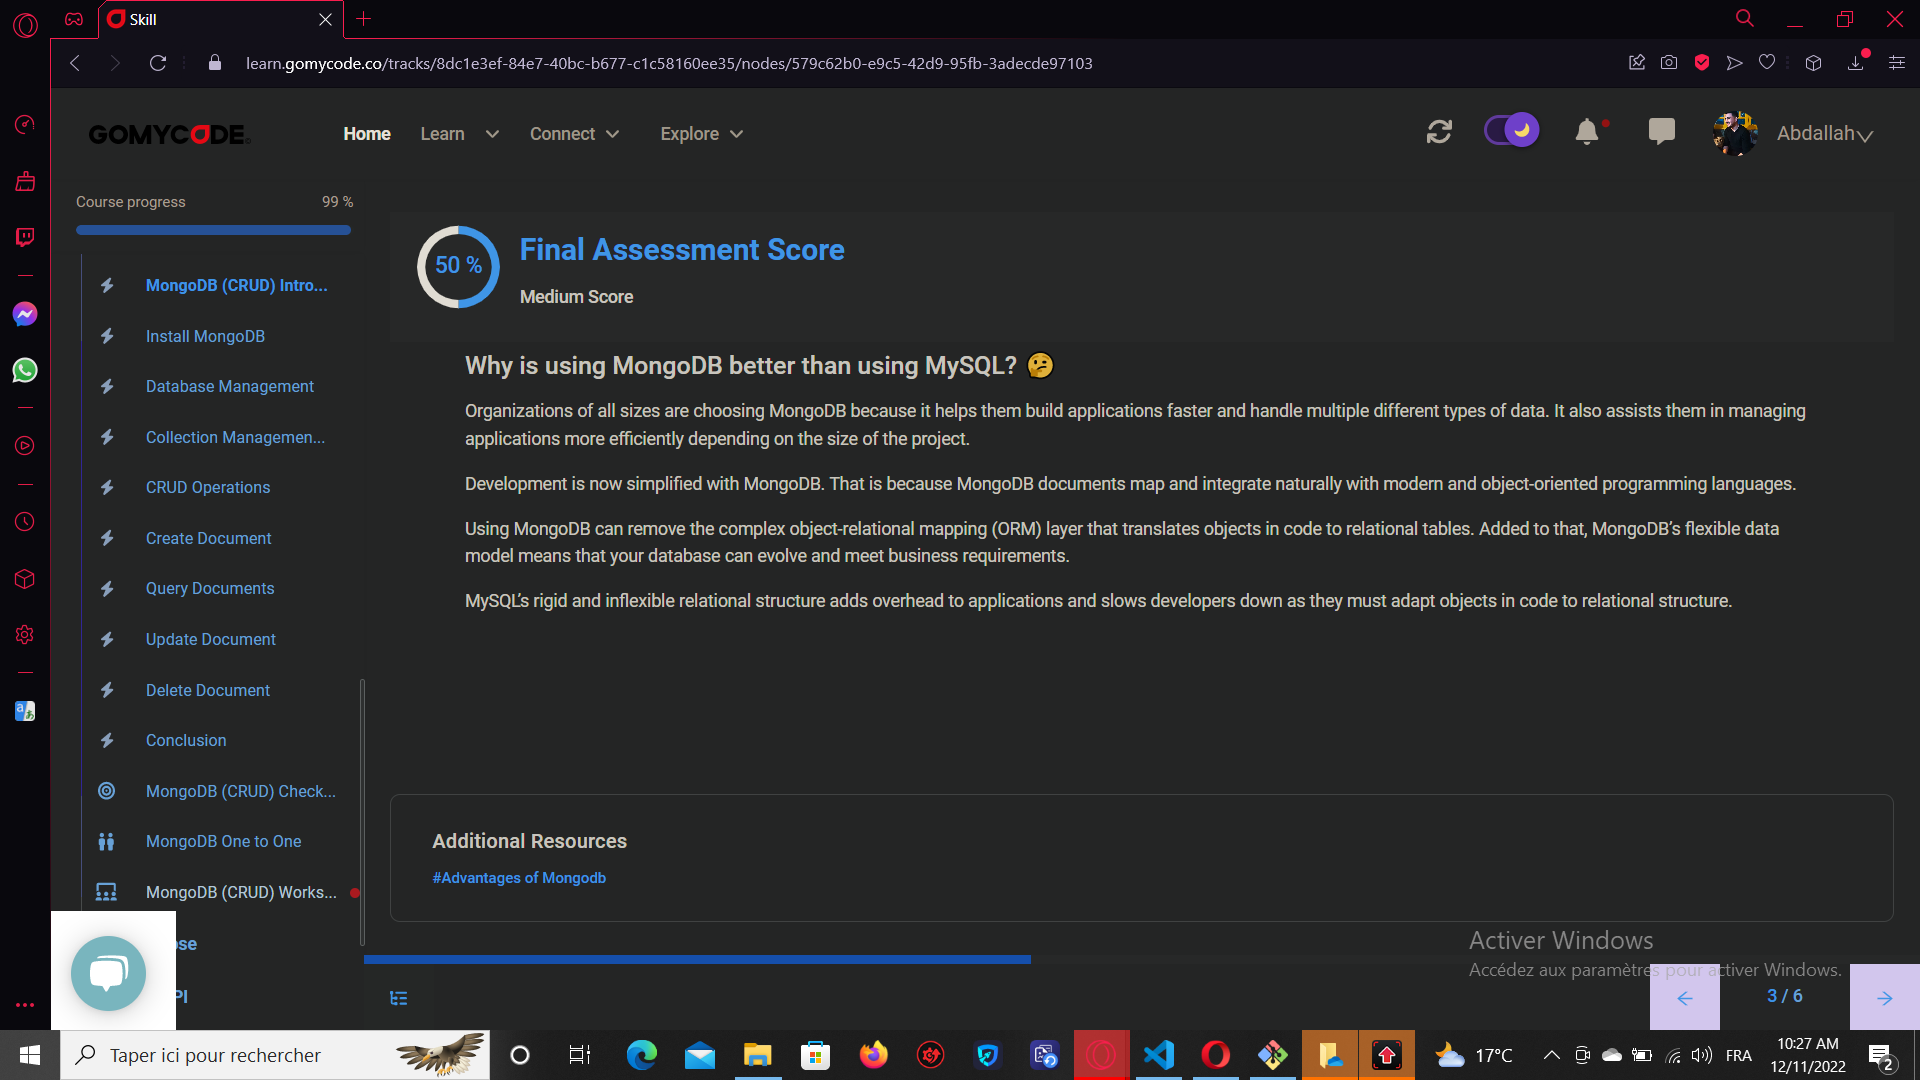 Skill
learn.gomycode.co/tracks/8dc1e3ef-84e7-40bc-b677-c1c58160ee35/nodes/579c62b0-e9c5-42d9-95fb-3adecde97103
GOMYCODE
Home
Learn
Connect
Explore
Abdallah
Course progress
99 %
MongoDB (CRUD) Intro...
Install MongoDB
Database Management
Collection Managemen...
CRUD Operations
Create Document
Query Documents
Update Document
Delete Document
Conclusion
MongoDB (CRUD) Check...
MongoDB One to One
MongoDB (CRUD) Works...
50 %
Final Assessment Score
Medium Score
Why is using MongoDB better than using MySQL? 🤔
Organizations of all sizes are choosing MongoDB because it helps them build applications faster and handle multiple different types of data. It also assists them in managing
applications more efficiently depending on the size of the project.
Development is now simplified with MongoDB. That is because MongoDB documents map and integrate naturally with modern and object-oriented programming languages.
Using MongoDB can remove the complex object-relational mapping (ORM) layer that translates objects in code to relational tables. Added to that, MongoDB’s flexible data
model means that your database can evolve and meet business requirements.
MySQL’s rigid and inflexible relational structure adds overhead to applications and slows developers down as they must adapt objects in code to relational structure.
Additional Resources
#Advantages of Mongodb
Activer Windows
Accédez aux paramètres pour activer Windows.
3 / 6
Taper ici pour rechercher
17°C
FRA
10:27 AM
12/11/2022
2